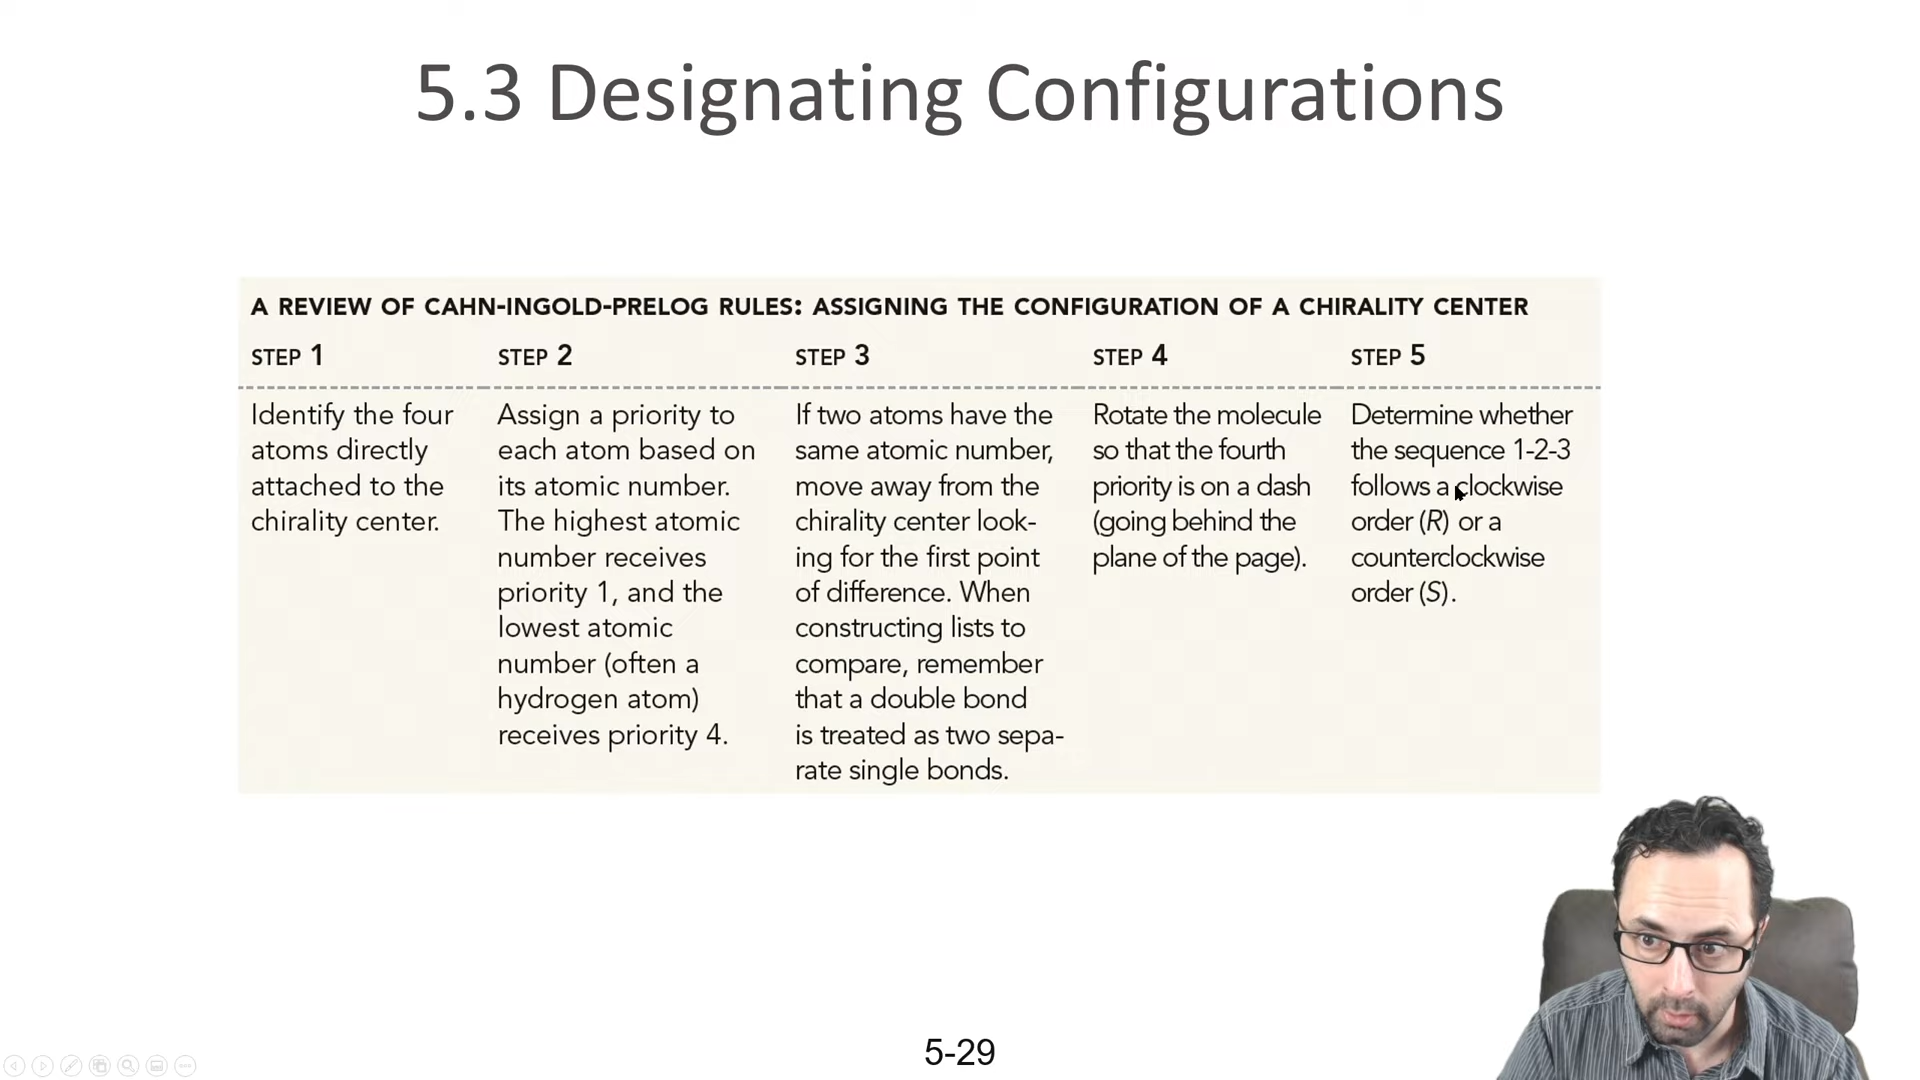 5.3 Designating Configurations
A REVIEW OF CAHN-INGOLD-PRELOG RULES: ASSIGNING THE CONFIGURATION OF A CHIRALITY CENTER
STEP 1
Identify the four
atoms directly
attached to the
chirality center.
STEP 2
Assign a priority to
each atom based on
its atomic number.
The highest atomic
number receives
priority 1, and the
lowest atomic
number (often a
hydrogen atom)
receives priority 4.
STEP 3
If two atoms have the
same atomic number,
move away from the
chirality center look-
ing for the first point
of difference. When
constructing lists to
compare, remember
that a double bond
is treated as two sepa-
rate single bonds.
STEP 4
Rotate the molecule
so that the fourth
priority is on a dash
(going behind the
plane of the page).
STEP 5
Determine whether
the sequence 1-2-3
follows a clockwise
order (R) or a
counterclockwise
order (S).
5-29